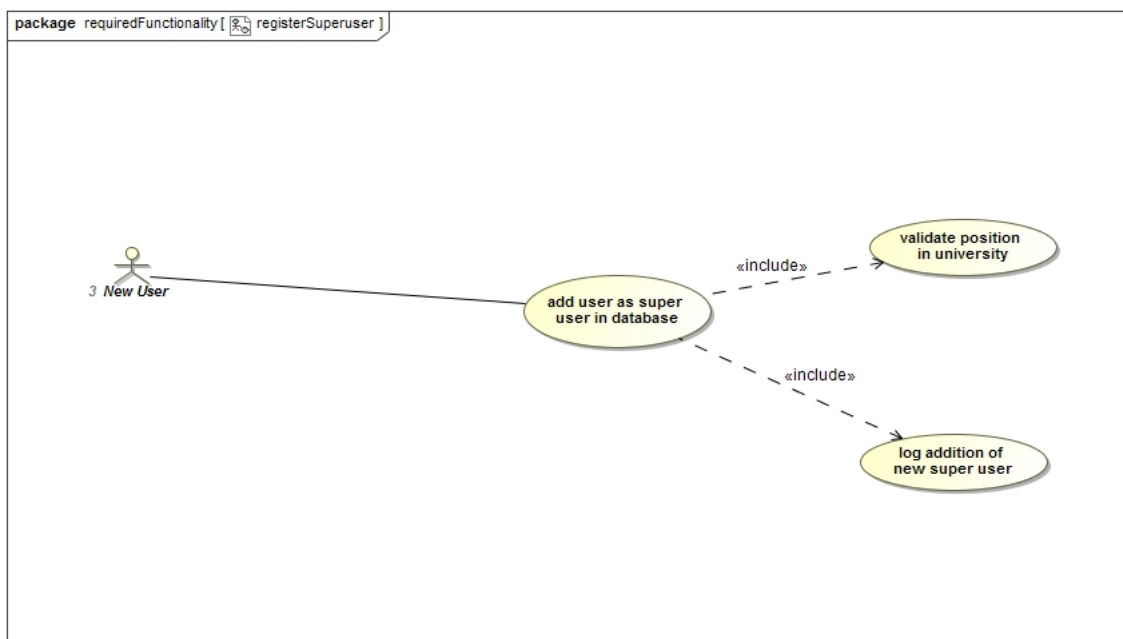 package requiredFunctionality [ registerSuperuser ]
validate position
in university
«include»
3 New User
add user as super
user in database
«include»
log addition of
new super user